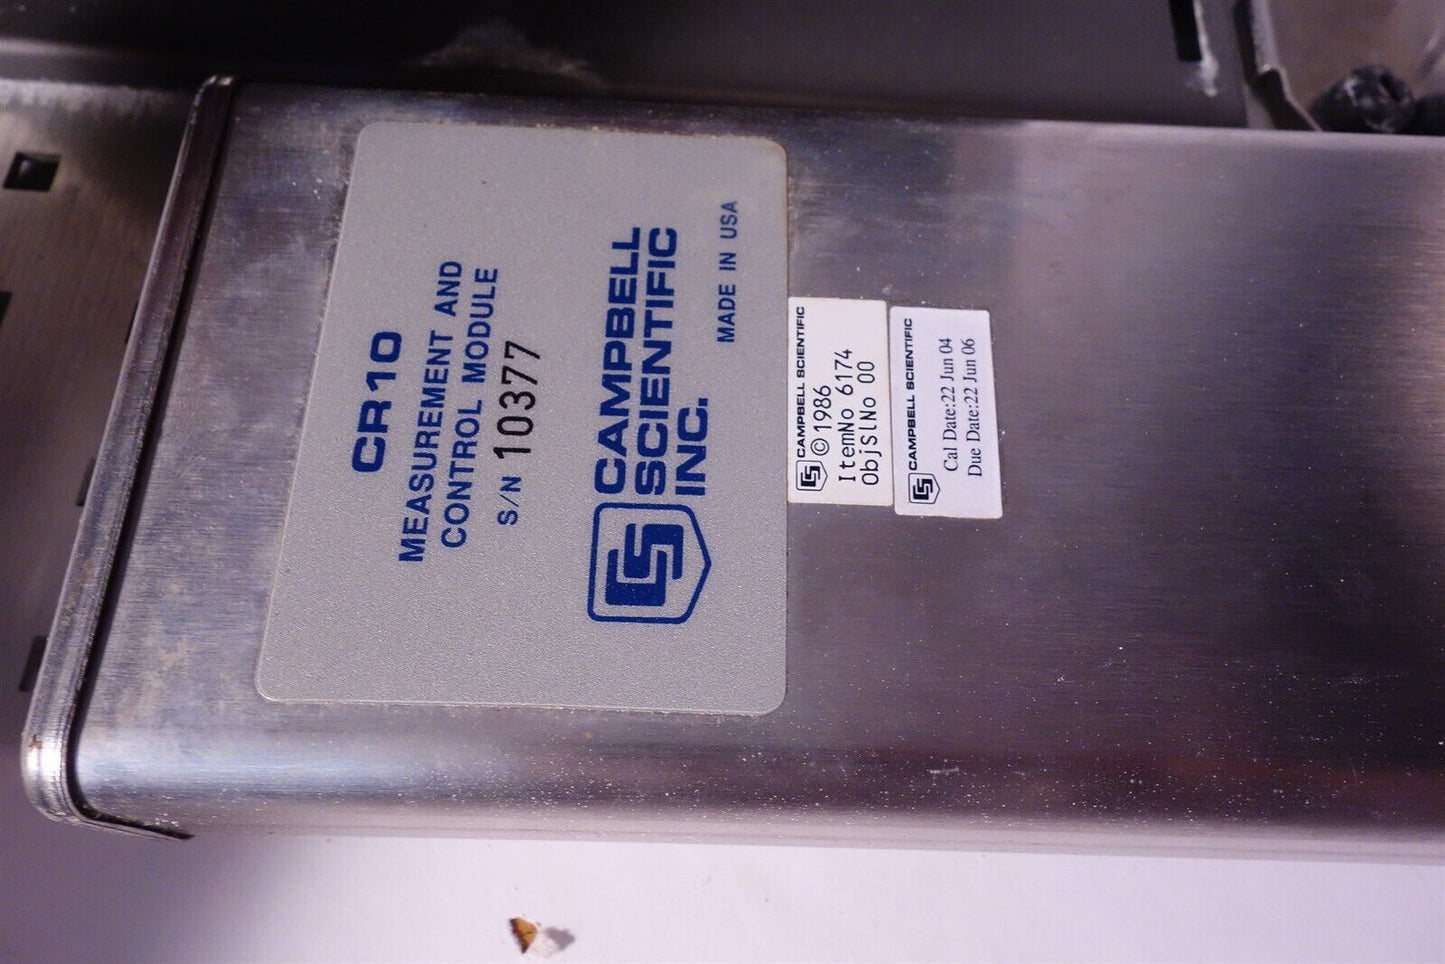 CR10
MEASUREMENT AND
CONTROL MODULE
S/N 10377
CAMPBELL
SCIENTIFIC
INC.
MADE IN USA
CAMPBELL SCIENTIFIC
©1986
ItemNo 6174
ObjSlNo 00
CAMPBELL SCIENTIFIC
Cal Date:22 Jun 04
Due Date:22 Jun 06